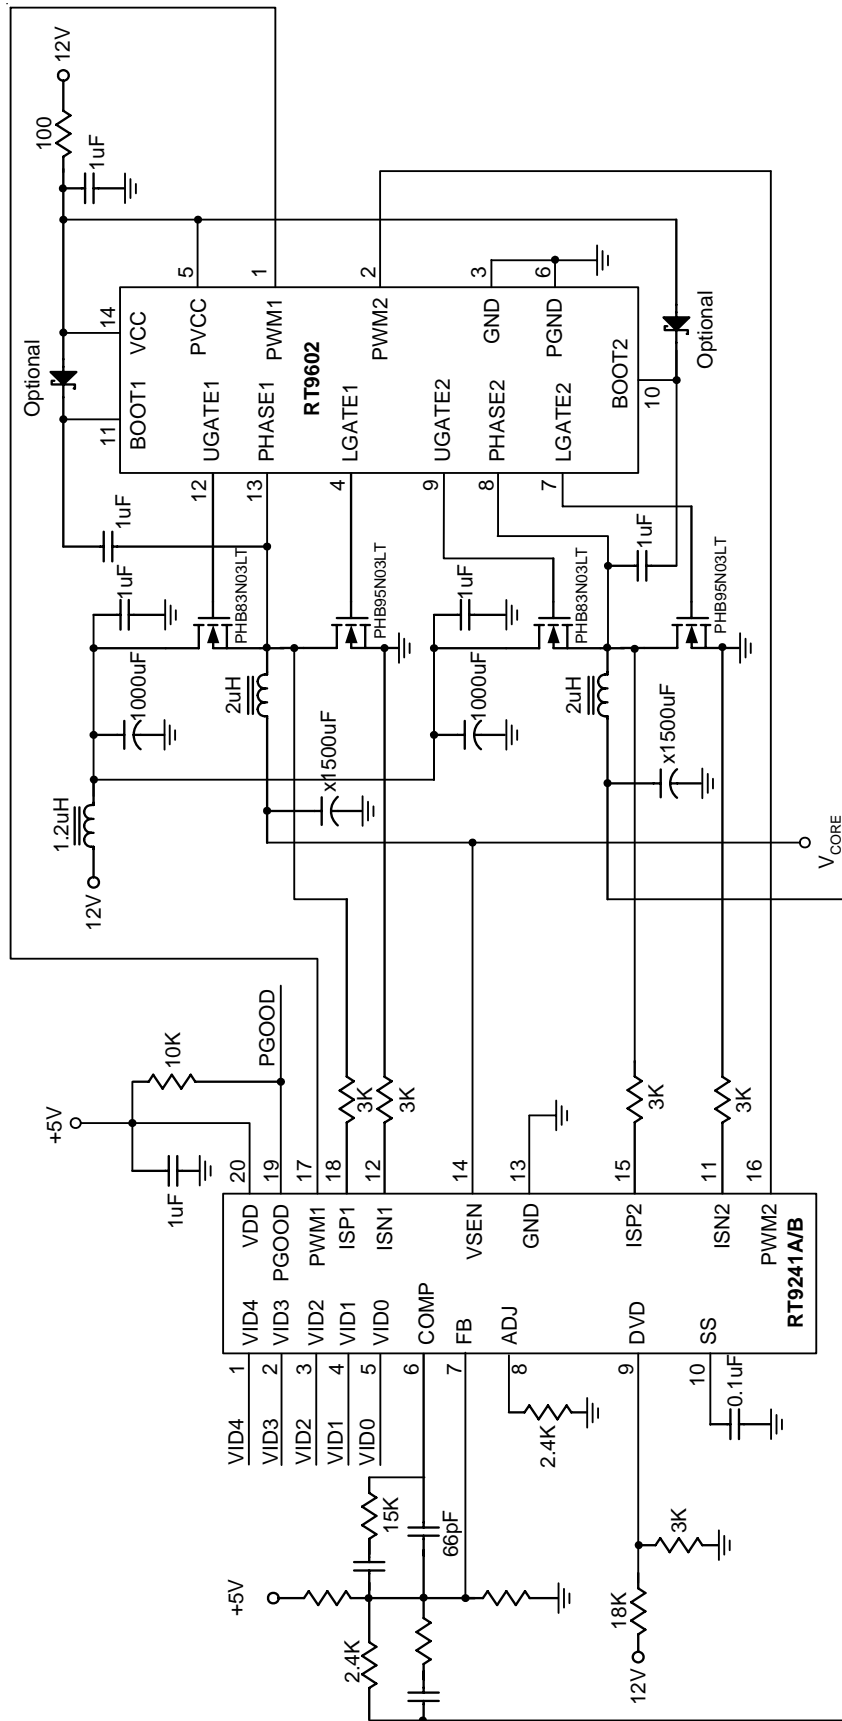 12V
100
1uF
Optional
14
VCC
5
PVCC
1
PWM1
2
PWM2
3
GND
6
PGND
11
BOOT1
RT9602
BOOT2
10
Optional
12
UGATE1
13
PHASE1
4
LGATE1
9
UGATE2
8
PHASE2
7
LGATE2
1uF
1uF
PHB83N03LT
PHB95N03LT
1uF
1uF
PHB83N03LT
PHB95N03LT
1000uF
2uH
x1500uF
1000uF
2uH
x1500uF
1.2uH
12V
VCORE
PGOOD
10K
+5V
1uF
3K
3K
3K
3K
20
VDD
19
PGOOD
17
PWM1
18
ISP1
12
ISN1
14
VSEN
13
GND
15
ISP2
11
ISN2
16
PWM2
RT9241A/B
VID4
VID3
VID2
VID1
VID0
COMP
FB
ADJ
DVD
SS
1
2
3
4
5
6
7
8
9
10
VID4
VID3
VID2
VID1
VID0
0.1uF
2.4K
15K
66pF
3K
+5V
18K
2.4K
12V